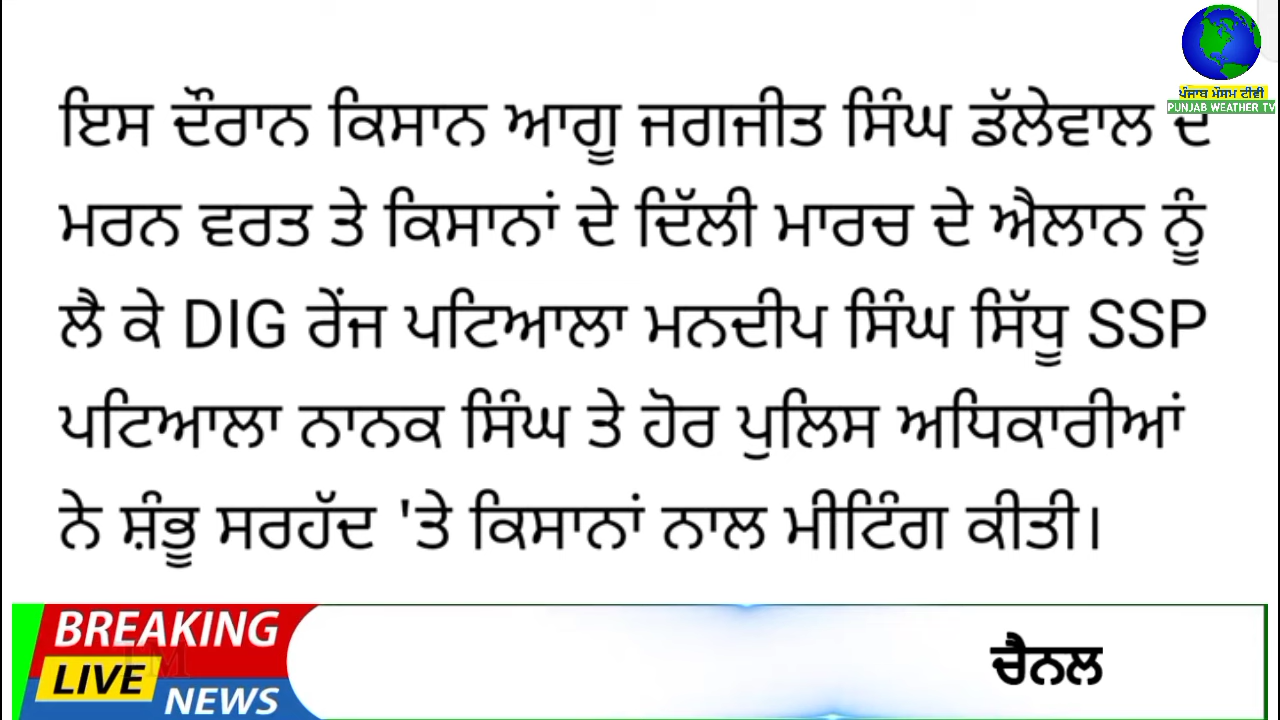 ਪੰਜਾਬ ਮੌਸਮ ਟੀਵੀ
PUNJAB WEATHER TV
ਇਸ ਦੌਰਾਨ ਕਿਸਾਨ ਆਗੂ ਜਗਜੀਤ ਸਿੰਘ ਡੱਲੇਵਾਲ ਦੇ
ਮਰਨ ਵਰਤ ਤੇ ਕਿਸਾਨਾਂ ਦੇ ਦਿੱਲੀ ਮਾਰਚ ਦੇ ਐਲਾਨ ਨੂੰ
ਲੈ ਕੇ DIG ਰੇਂਜ ਪਟਿਆਲਾ ਮਨਦੀਪ ਸਿੰਘ ਸਿੱਧੂ SSP
ਪਟਿਆਲਾ ਨਾਨਕ ਸਿੰਘ ਤੇ ਹੋਰ ਪੁਲਿਸ ਅਧਿਕਾਰੀਆਂ
ਨੇ ਸ਼ੰਭੂ ਸਰਹੱਦ 'ਤੇ ਕਿਸਾਨਾਂ ਨਾਲ ਮੀਟਿੰਗ ਕੀਤੀ।
BREAKING
LIVE
NEWS
ਚੈਨਲ